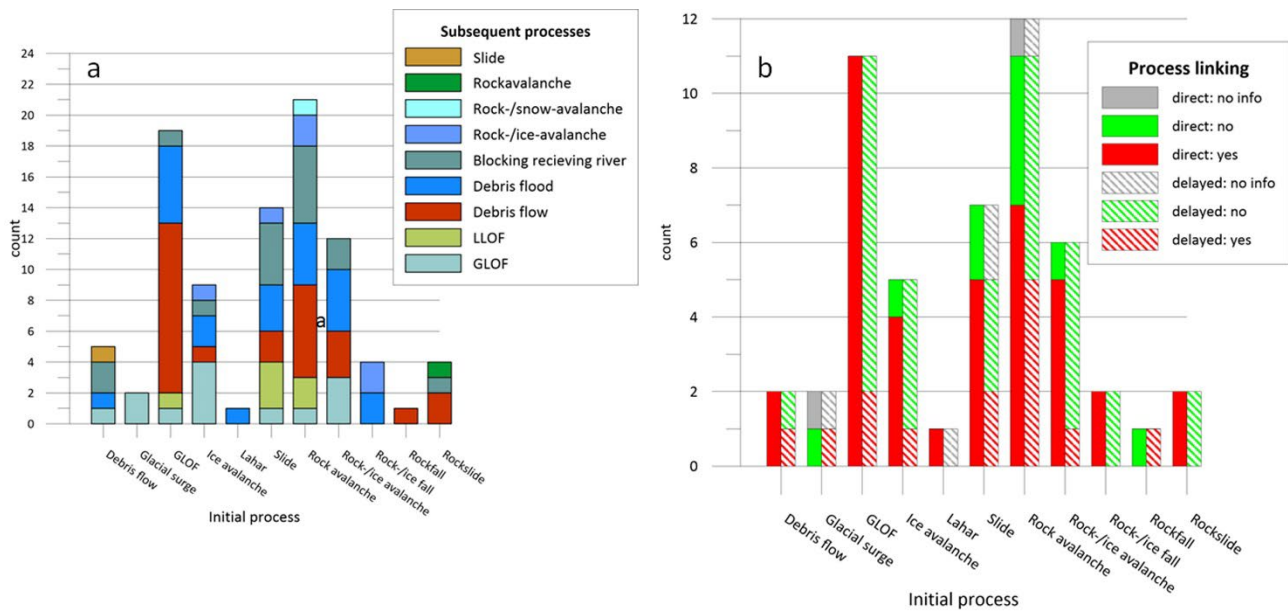 a
Subsequent processes
Slide
Rockavalanche
Rock-/snow-avalanche
Rock-/ice-avalanche
Blocking recieving river
Debris flood
Debris flow
LLOF
GLOF
24
22
20
18
16
14
12
10
8
6
4
2
0
count
a
Debris flow
Glacial surge
GLOF
Ice avalanche
Lahar
Slide
Rock avalanche
Rock-/ice avalanche
Rock-/ice fall
Rockfall
Rockslide
Initial process
b
Process linking
direct: no info
direct: no
direct: yes
delayed: no info
delayed: no
delayed: yes
12
10
8
6
4
2
0
count
Debris flow
Glacial surge
GLOF
Ice avalanche
Lahar
Slide
Rock avalanche
Rock-/ice avalanche
Rock-/ice fall
Rockfall
Rockslide
Initial process